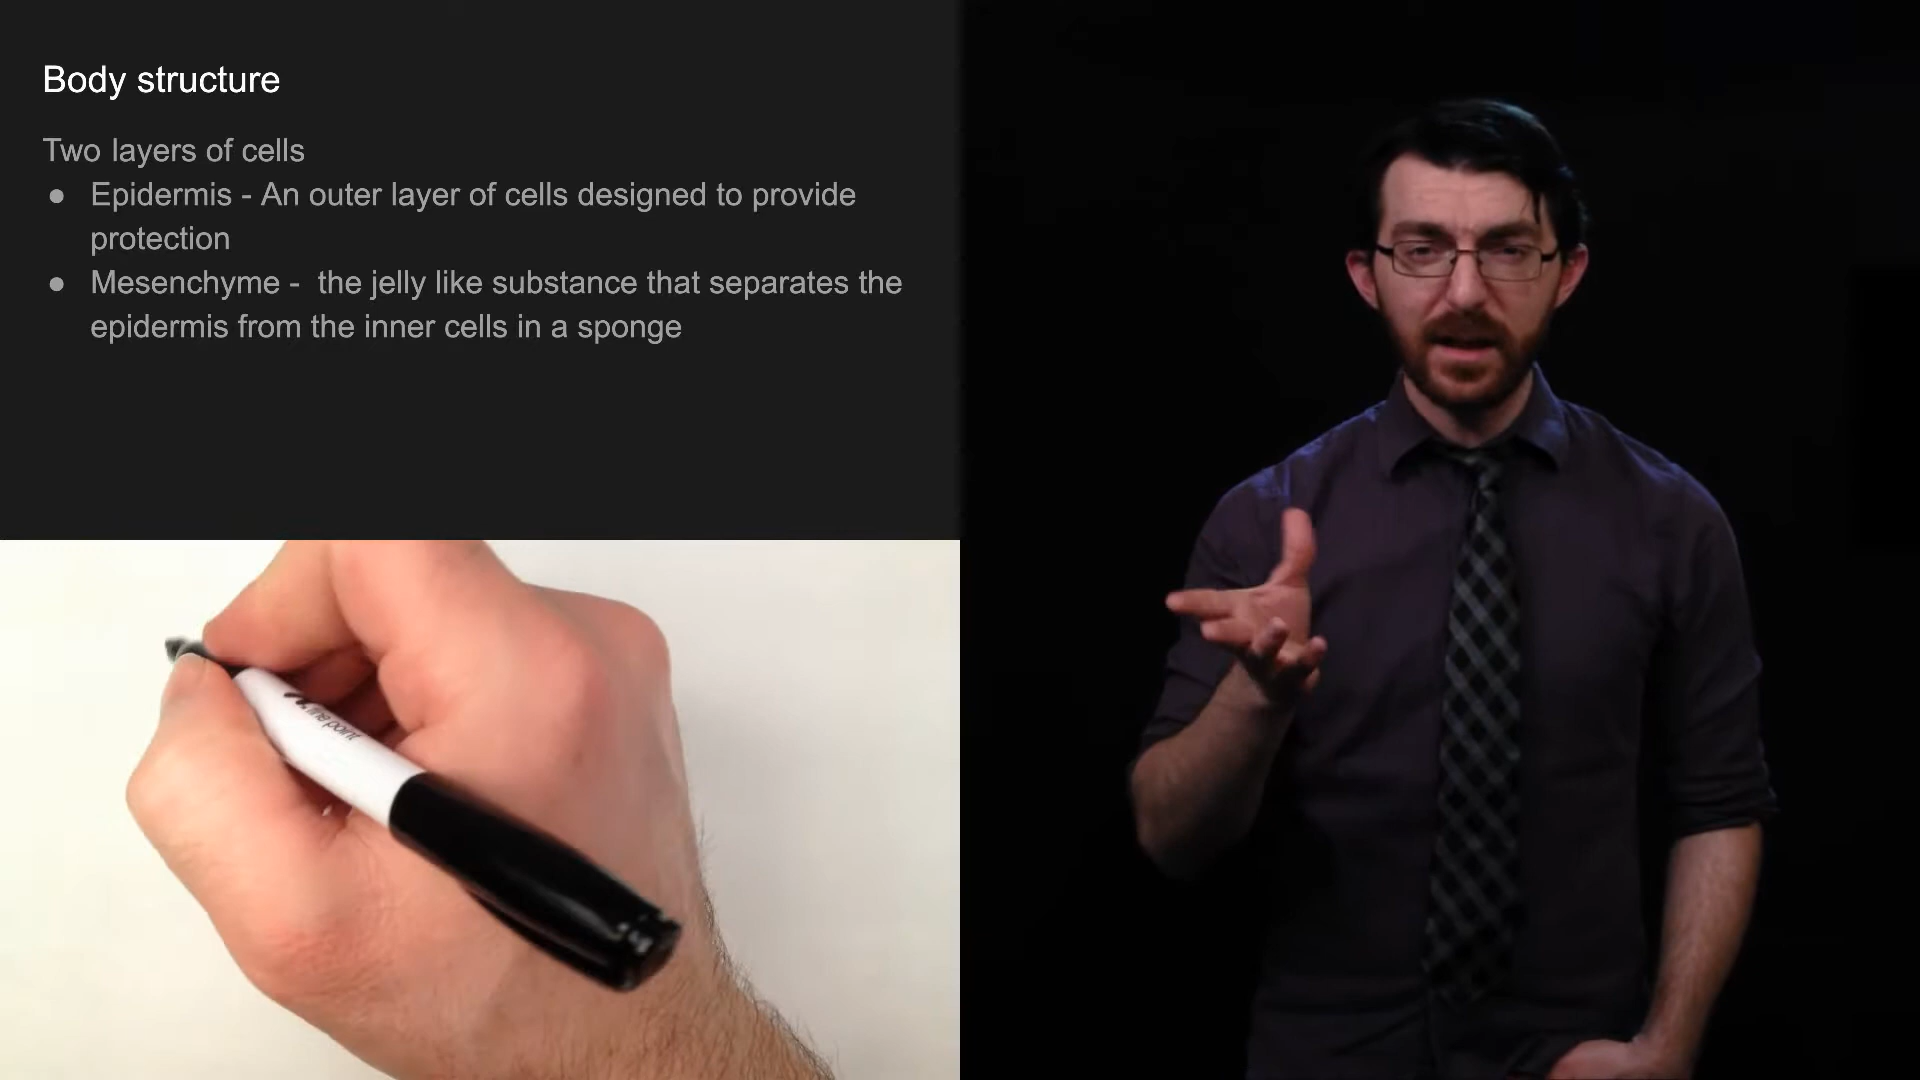 Body structure
Two layers of cells
● Epidermis - An outer layer of cells designed to provide
protection
● Mesenchyme -  the jelly like substance that separates the
epidermis from the inner cells in a sponge
fine point